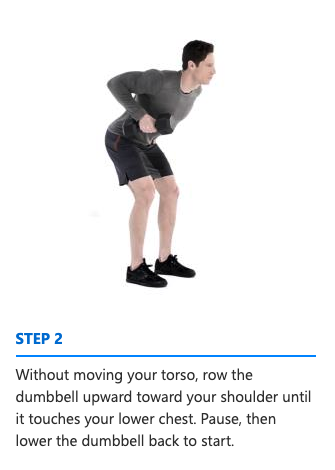 STEP 2
Without moving your torso, row the
dumbbell upward toward your shoulder until
it touches your lower chest. Pause, then
lower the dumbbell back to start.